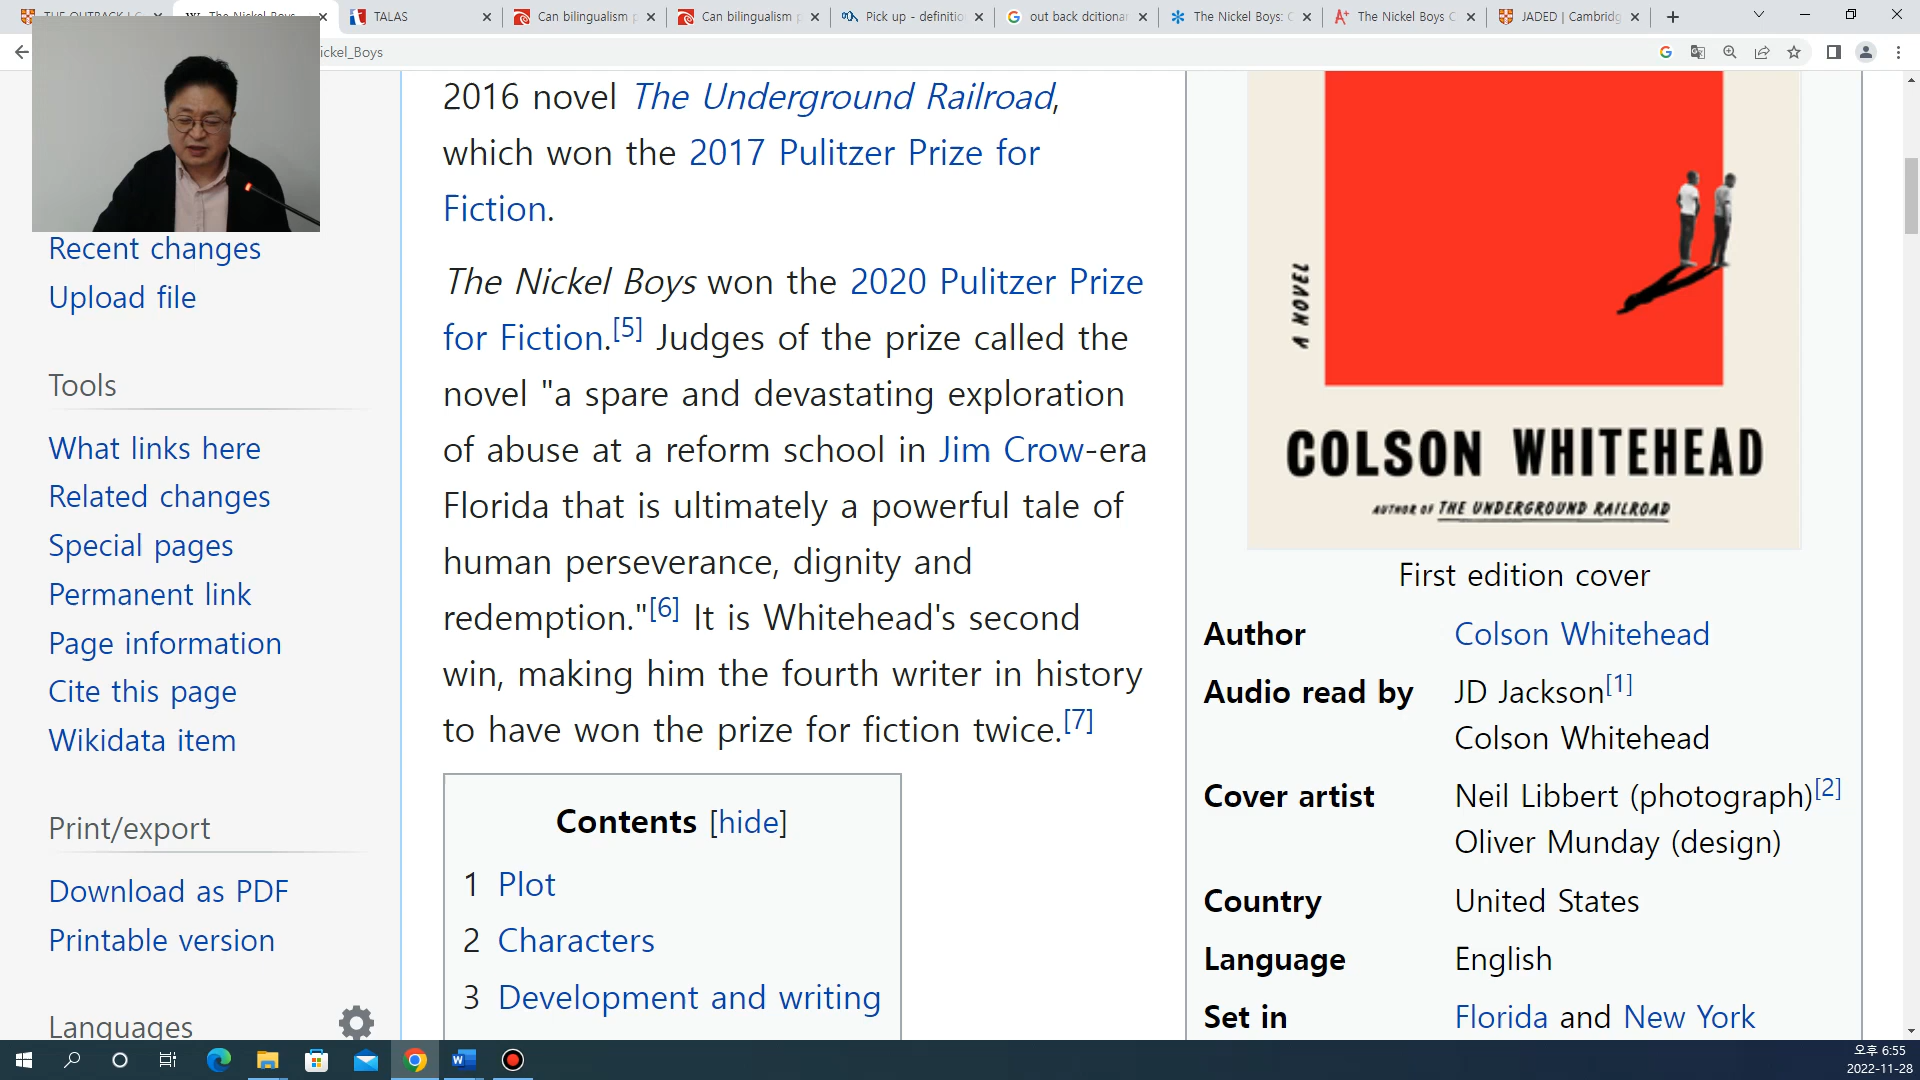 The Nickel Boys
TALAS
Can bilingualism p
Can bilingualism p
Pick up - definitio
out back dcitionar
The Nickel Boys: C
The Nickel Boys C
JADED | Cambridg
ickel_Boys
2016 novel The Underground Railroad,
which won the 2017 Pulitzer Prize for
Fiction.
The Nickel Boys won the 2020 Pulitzer Prize
for Fiction.[5] Judges of the prize called the
novel "a spare and devastating exploration
of abuse at a reform school in Jim Crow-era
Florida that is ultimately a powerful tale of
human perseverance, dignity and
redemption."[6] It is Whitehead's second
win, making him the fourth writer in history
to have won the prize for fiction twice.[7]
Contents [hide]
1 Plot
2 Characters
3 Development and writing
Recent changes
Upload file
Tools
What links here
Related changes
Special pages
Permanent link
Page information
Cite this page
Wikidata item
Print/export
Download as PDF
Printable version
Languages
A NOVEL
COLSON WHITEHEAD
AUTHOR OF THE UNDERGROUND RAILROAD
First edition cover
Author Colson Whitehead
Audio read by JD Jackson[1]
Colson Whitehead
Cover artist Neil Libbert (photograph)[2]
Oliver Munday (design)
Country United States
Language English
Set in Florida and New York
오후 6:55
2022-11-28